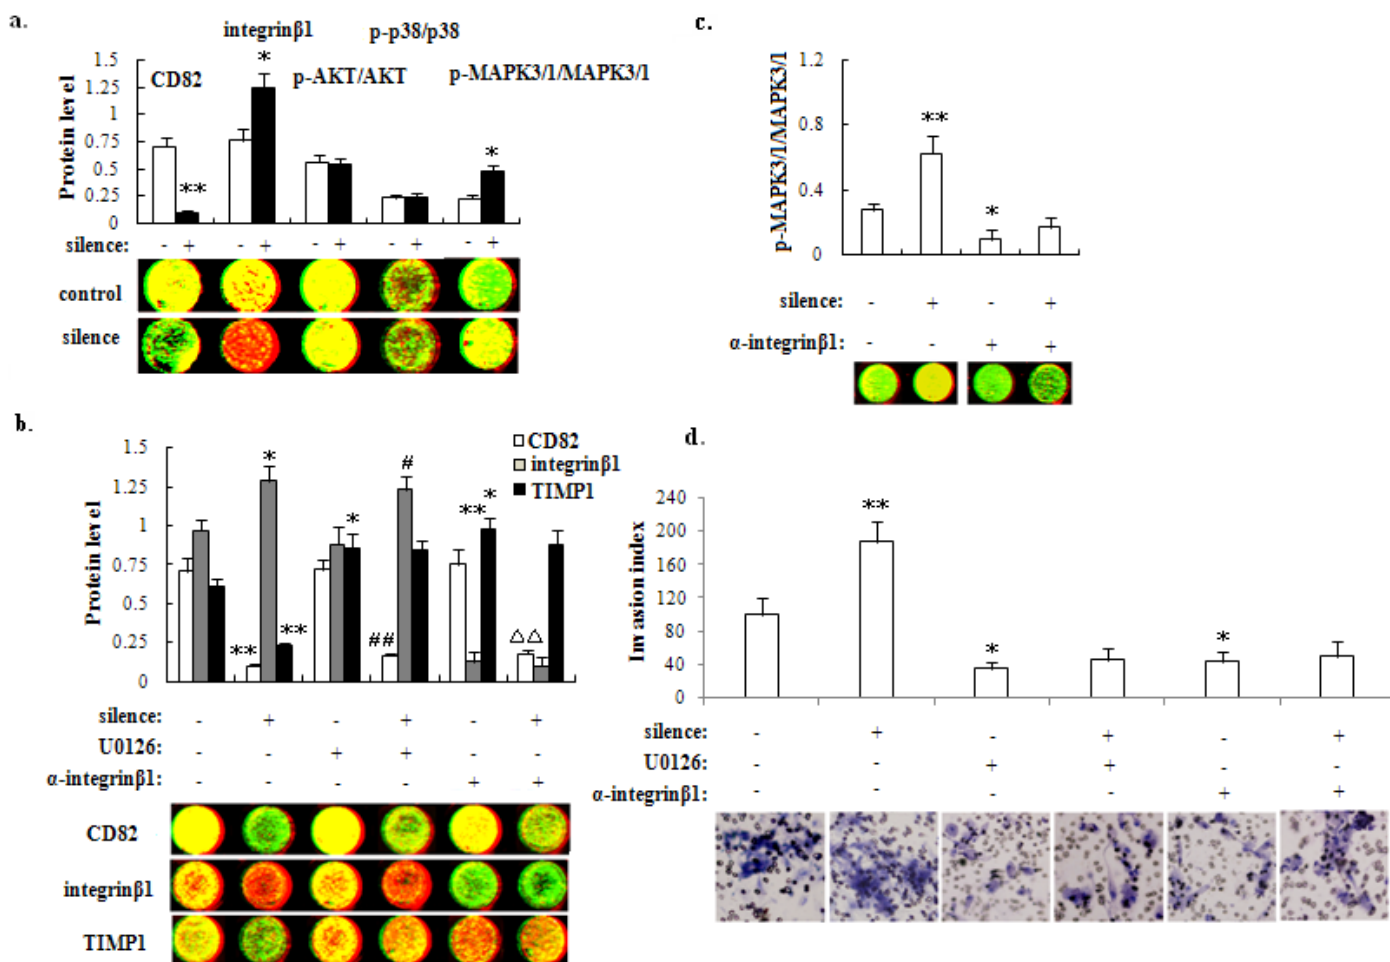 a.
integrinβ1 p-p38/p38
CD82 p-AKT/AKT p-MAPK3/1/MAPK3/1
Protein level
1.5
1.25
1
0.75
0.5
0.25
0
** * *
silence: - + - + - + - + - +
control
silence
c.
p-MAPK3/1/MAPK3/1
1.2
0.8
0.4
0
** *
silence: - + - +
α-integrinβ1: - - + +
b.
CD82
integrinβ1
TIMP1
Protein level
1.5
1.25
1
0.75
0.5
0.25
0
** * ** * ## # ** * △△
silence: - + - + - +
U0126: - - + + - -
α-integrinβ1: - - - - + +
CD82
integrinβ1
TIMP1
d.
Invasion index
240
200
160
120
80
40
0
** * *
silence: - + - + - +
U0126: - - + + - -
α-integrinβ1: - - - - + +